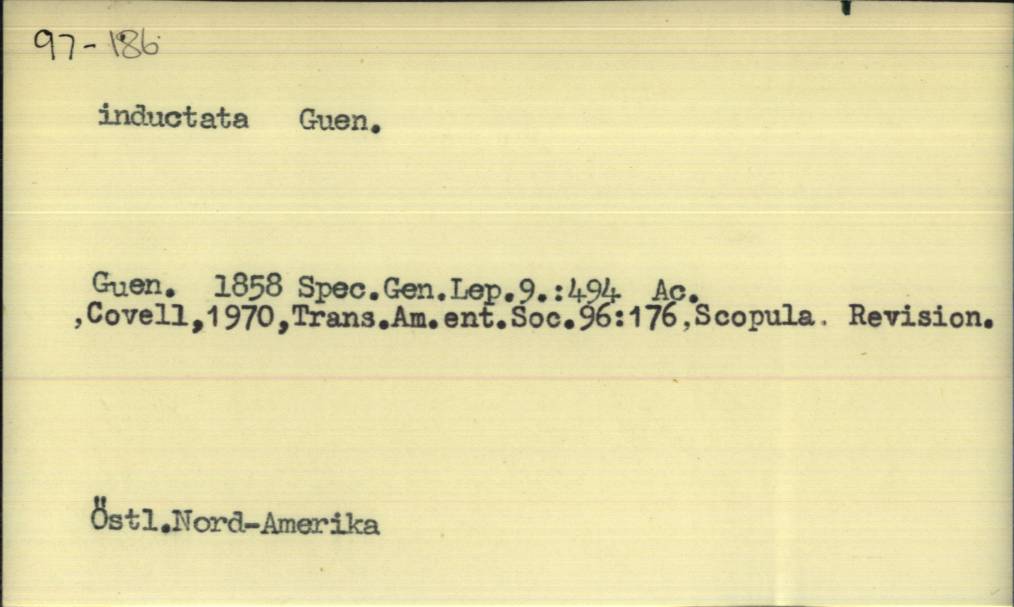 97-186
inductata Guen.
Guen. 1858 Spec.Gen.Lep.9.:494 Ac.
,Covell,1970,Trans.Am.ent.Soc.96:176,Scopula. Revision.
Östl.Nord-Amerika